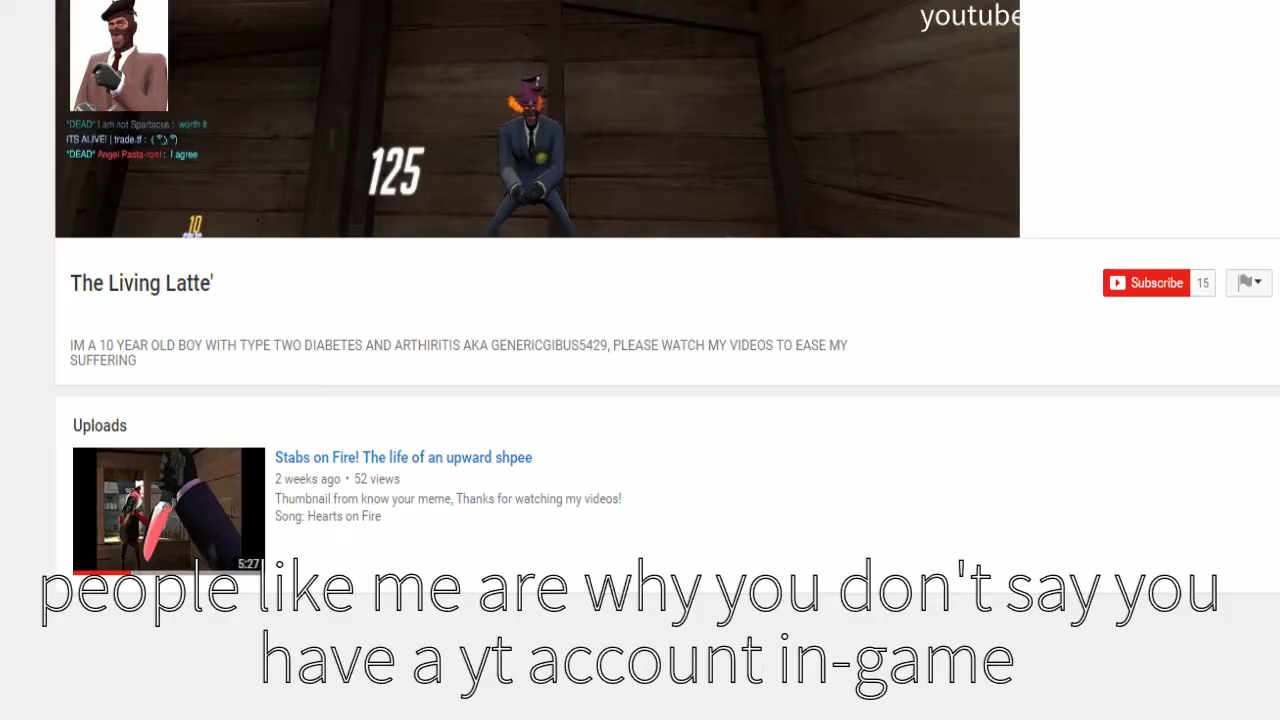 youtube
*DEAD* I am not Spartacus : worth it
ITS ALIVE! | trade.tf : ( ͡° ͜ʖ ͡°)
*DEAD* Angel Pasta-roni : I agree
125
10
The Living Latte'
Subscribe 15
IM A 10 YEAR OLD BOY WITH TYPE TWO DIABETES AND ARTHIRITIS AKA GENERICGIBUS5429, PLEASE WATCH MY VIDEOS TO EASE MY
SUFFERING
Uploads
Stabs on Fire! The life of an upward shpee
2 weeks ago • 52 views
Thumbnail from know your meme, Thanks for watching my videos!
Song: Hearts on Fire
5:27
people like me are why you don't say you
have a yt account in-game